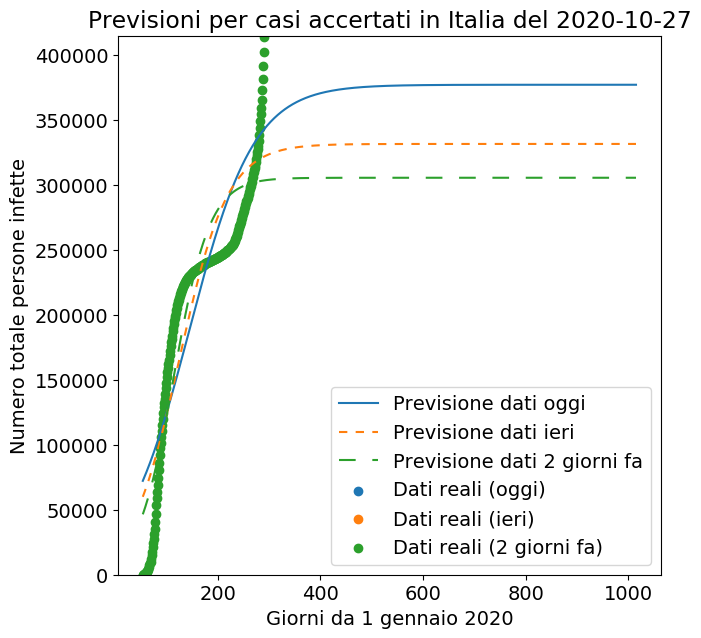 Previsioni per casi accertati in Italia del 2020-10-27
Numero totale persone infette
400000
350000
300000
250000
200000
150000
100000
50000
0
200
400
600
800
1000
Giorni da 1 gennaio 2020
Previsione dati oggi
Previsione dati ieri
Previsione dati 2 giorni fa
Dati reali (oggi)
Dati reali (ieri)
Dati reali (2 giorni fa)